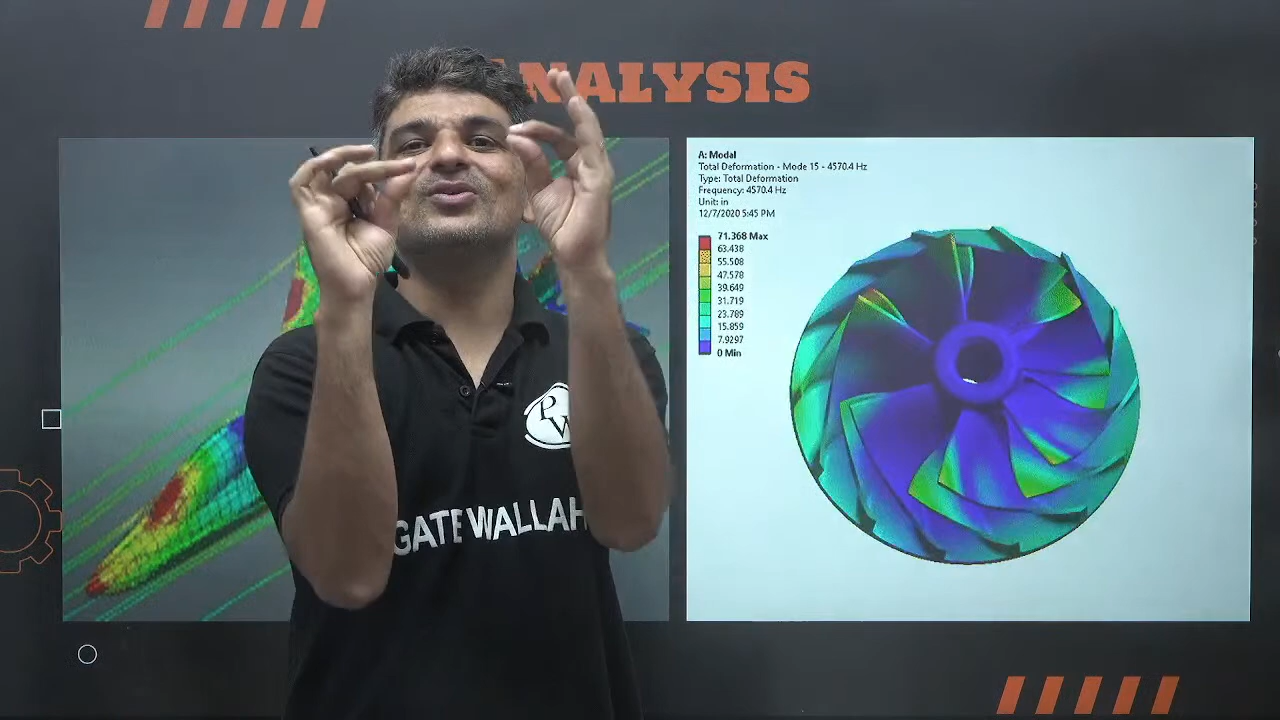 ANALYSIS
A: Modal
Total Deformation - Mode 15 - 4570.4 Hz
Type: Total Deformation
Frequency: 4570.4 Hz
Unit: in
12/7/2020 5:45 PM
71.368 Max
63.438
55.508
47.578
39.649
31.719
23.789
15.859
7.9297
0 Min
PW
GATE WALLAH